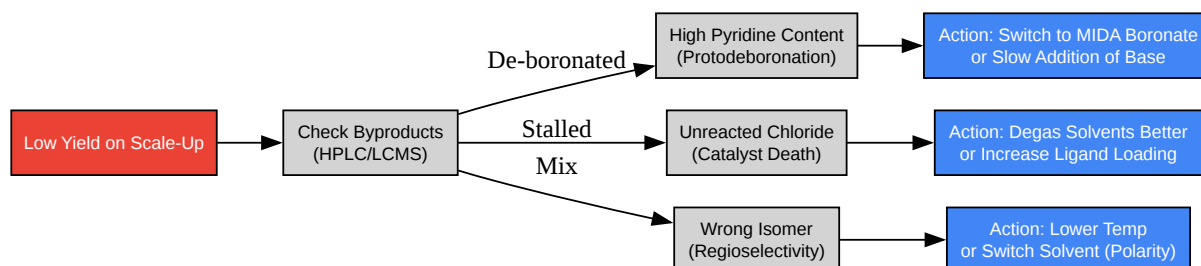 Low Yield on Scale-Up
Check Byproducts
(HPLC/LCMS)
De-boronated
High Pyridine Content
(Protodeboronation)
Action: Switch to MIDA Boronate
or Slow Addition of Base
Stalled
Unreacted Chloride
(Catalyst Death)
Action: Degas Solvents Better
or Increase Ligand Loading
Mix
Wrong Isomer
(Regioselectivity)
Action: Lower Temp
or Switch Solvent (Polarity)